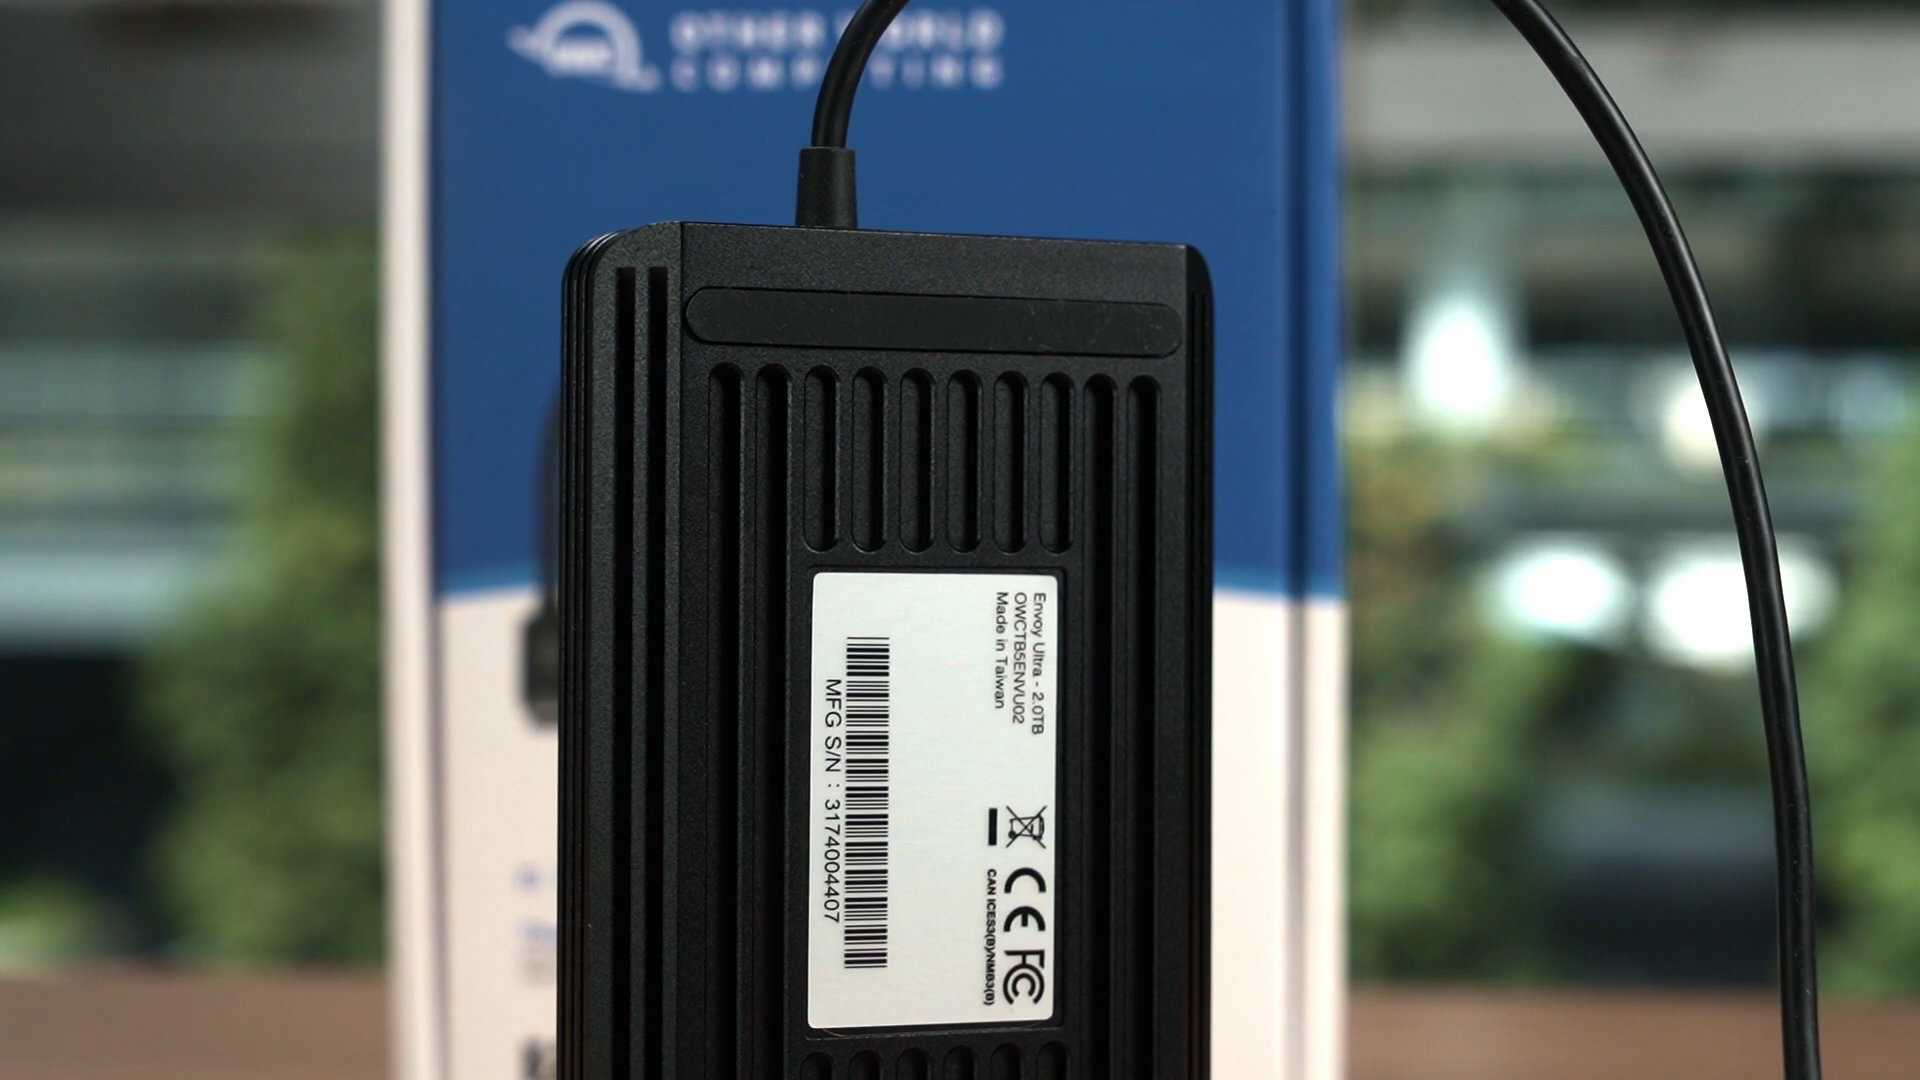 OTHER WORLD
COMPUTING
Envoy Ultra - 2.0TB
OWCTB5ENVU02
Made in Taiwan
CE FC
CAN ICES3(B)/NMB3(B)
MFG S/N : 3174004407